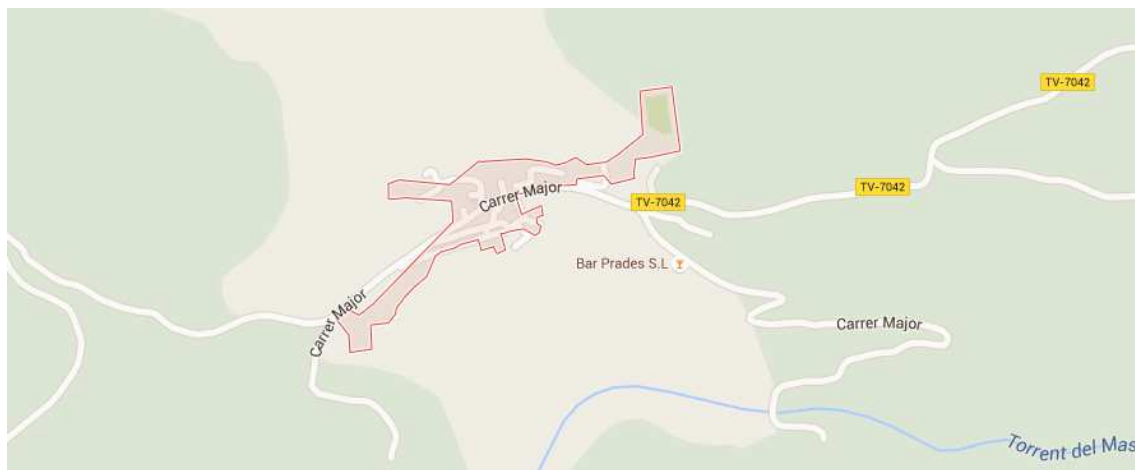 TV-7042
TV-7042
Carrer Major
TV-7042
Bar Prades S.L
Carrer Major
Carrer Major
Torrent del Mas